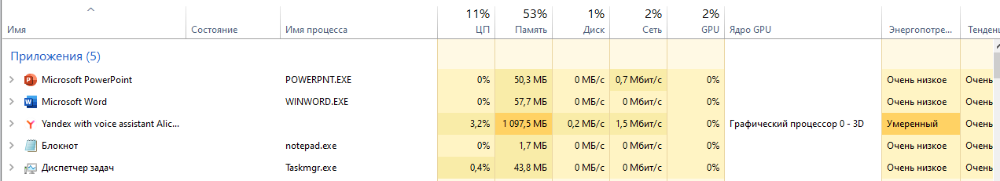 11% 53% 1% 2% 2%
Имя Состояние Имя процесса ЦП Память Диск Сеть GPU Ядро GPU Энергопотре... Тенденц
Приложения (5)
Microsoft PowerPoint POWERPNT.EXE 0% 50,3 МБ 0 МБ/с 0,7 Мбит/с 0% Очень низкое Очень
Microsoft Word WINWORD.EXE 0% 57,7 МБ 0 МБ/с 0 Мбит/с 0% Очень низкое Очень
Yandex with voice assistant Alic... 3,2% 1 097,5 МБ 0,2 МБ/с 1,5 Мбит/с 0% Графический процессор 0 - 3D Умеренный Очень
Блокнот notepad.exe 0% 1,7 МБ 0 МБ/с 0 Мбит/с 0% Очень низкое Очень
Диспетчер задач Taskmgr.exe 0,4% 43,8 МБ 0 МБ/с 0 Мбит/с 0% Очень низкое Очень